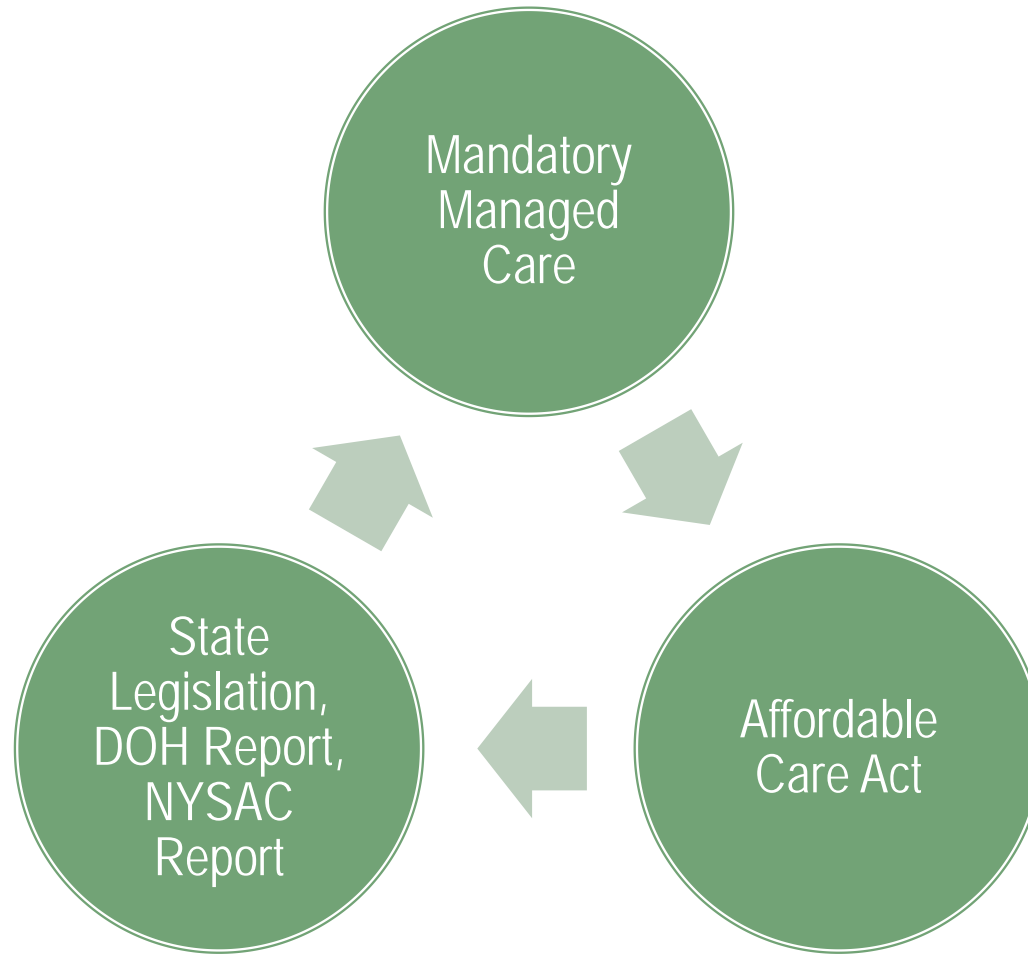 Mandatory
Managed
Care
State
Legislation,
DOH Report,
NYSAC
Report
Affordable
Care Act